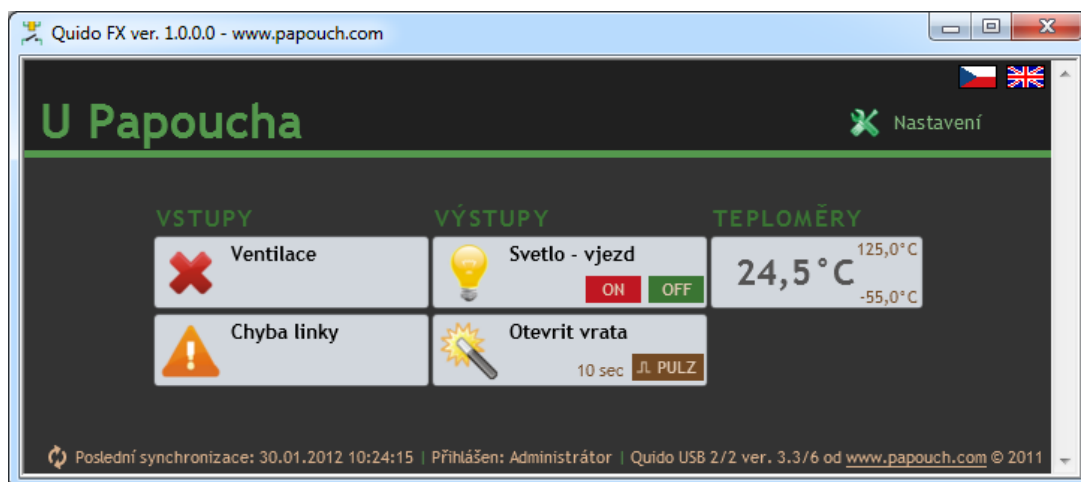 Quido FX ver. 1.0.0.0 - www.papouch.com
U Papoucha
Nastavení
VSTUPY
VÝSTUPY
TEPLOMĚRY
Ventilace
Svetlo - vjezd
ON OFF
24,5°C
125,0°C
-55,0°C
Chyba linky
Otevrit vrata
10 sec PULZ
Poslední synchronizace: 30.01.2012 10:24:15 | Přihlášen: Administrátor | Quido USB 2/2 ver. 3.3/6 od www.papouch.com © 2011